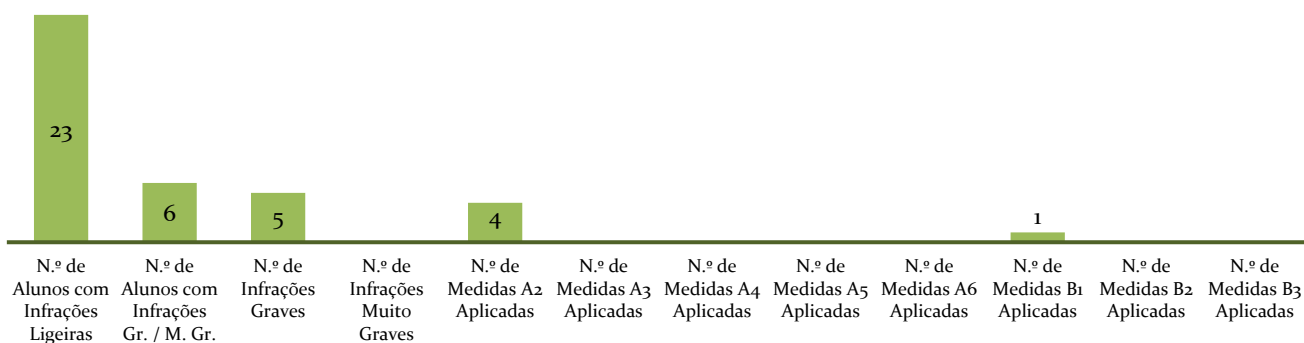 23
6
5
4
1
N.º de Alunos com Infrações Ligeiras
N.º de Alunos com Infrações Gr. / M. Gr.
N.º de Infrações Graves
N.º de Infrações Muito Graves
N.º de Medidas A2 Aplicadas
N.º de Medidas A3 Aplicadas
N.º de Medidas A4 Aplicadas
N.º de Medidas A5 Aplicadas
N.º de Medidas A6 Aplicadas
N.º de Medidas B1 Aplicadas
N.º de Medidas B2 Aplicadas
N.º de Medidas B3 Aplicadas